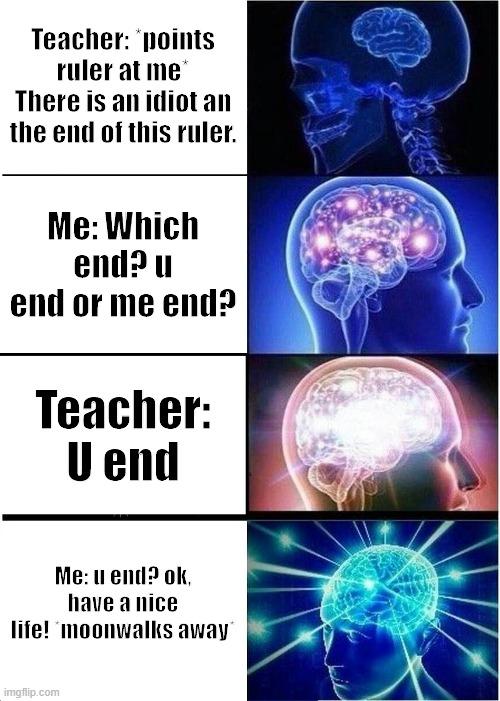 Teacher: *points
ruler at me*
There is an idiot an
the end of this ruler.
Me: Which
end? u
end or me end?
Teacher:
U end
Me: u end? ok,
have a nice
life! *moonwalks away*
imgflip.com